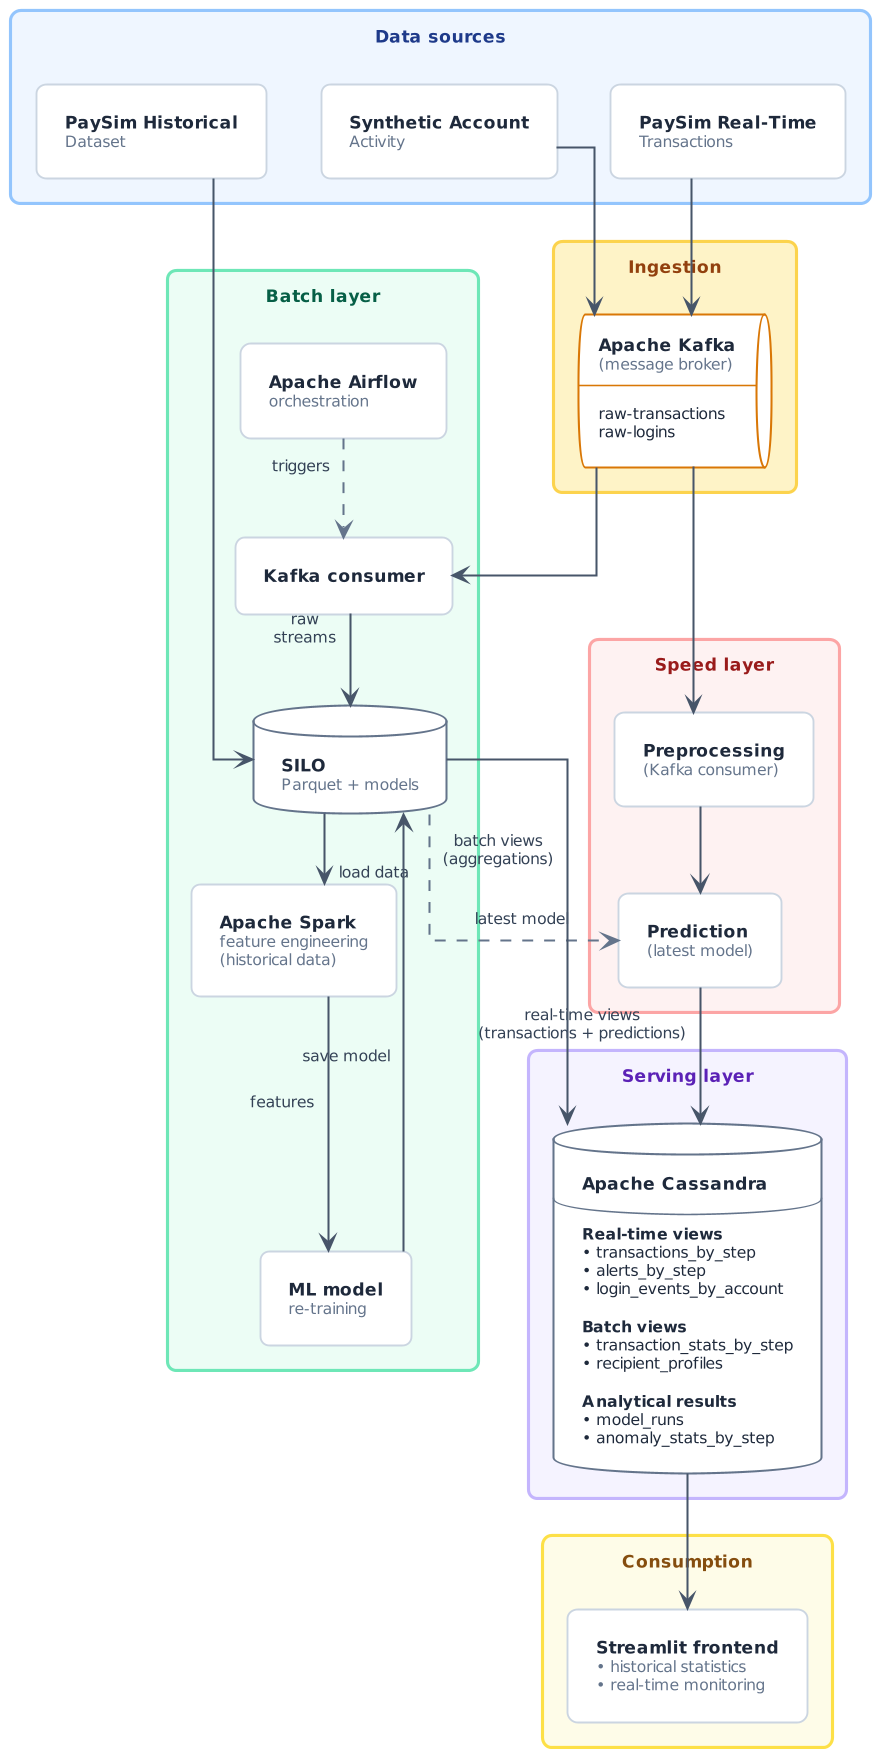 Data sources
PaySim Historical
Dataset
Synthetic Account
Activity
PaySim Real-Time
Transactions
Ingestion
Apache Kafka
(message broker)
raw-transactions
raw-logins
Batch layer
Apache Airflow
orchestration
triggers
Kafka consumer
raw
streams
SILO
Parquet + models
load data
Apache Spark
feature engineering
(historical data)
save model
features
ML model
re-training
batch views
(aggregations)
latest model
Speed layer
Preprocessing
(Kafka consumer)
Prediction
(latest model)
real-time views
(transactions + predictions)
Serving layer
Apache Cassandra
Real-time views
• transactions_by_step
• alerts_by_step
• login_events_by_account
Batch views
• transaction_stats_by_step
• recipient_profiles
Analytical results
• model_runs
• anomaly_stats_by_step
Consumption
Streamlit frontend
• historical statistics
• real-time monitoring